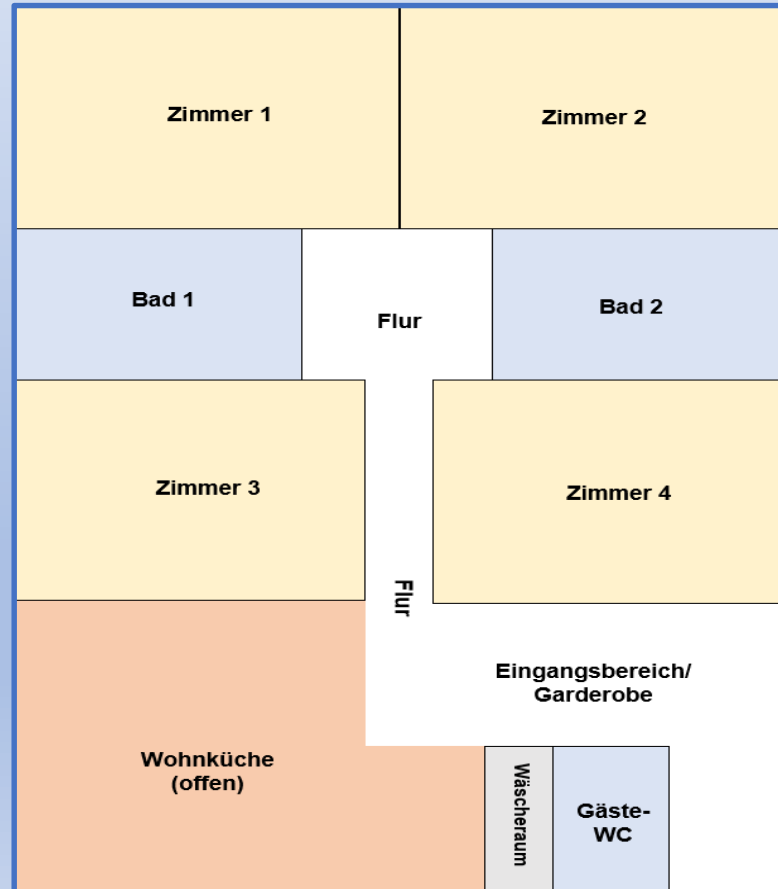 Zimmer 1
Zimmer 2
Bad 1
Flur
Bad 2
Zimmer 3
Zimmer 4
Flur
Eingangsbereich/
Garderobe
Wohnküche
(offen)
Wäscheraum
Gäste-
WC